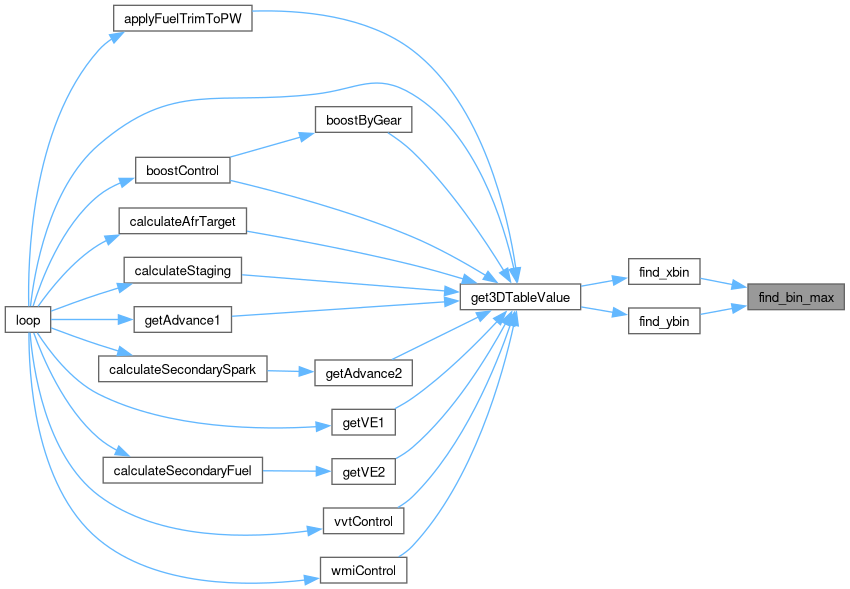 applyFuelTrimToPW
boostByGear
boostControl
calculateAfrTarget
calculateStaging
find_xbin
get3DTableValue
find_bin_max
loop
getAdvance1
find_ybin
calculateSecondarySpark
getAdvance2
getVE1
calculateSecondaryFuel
getVE2
vvtControl
wmiControl